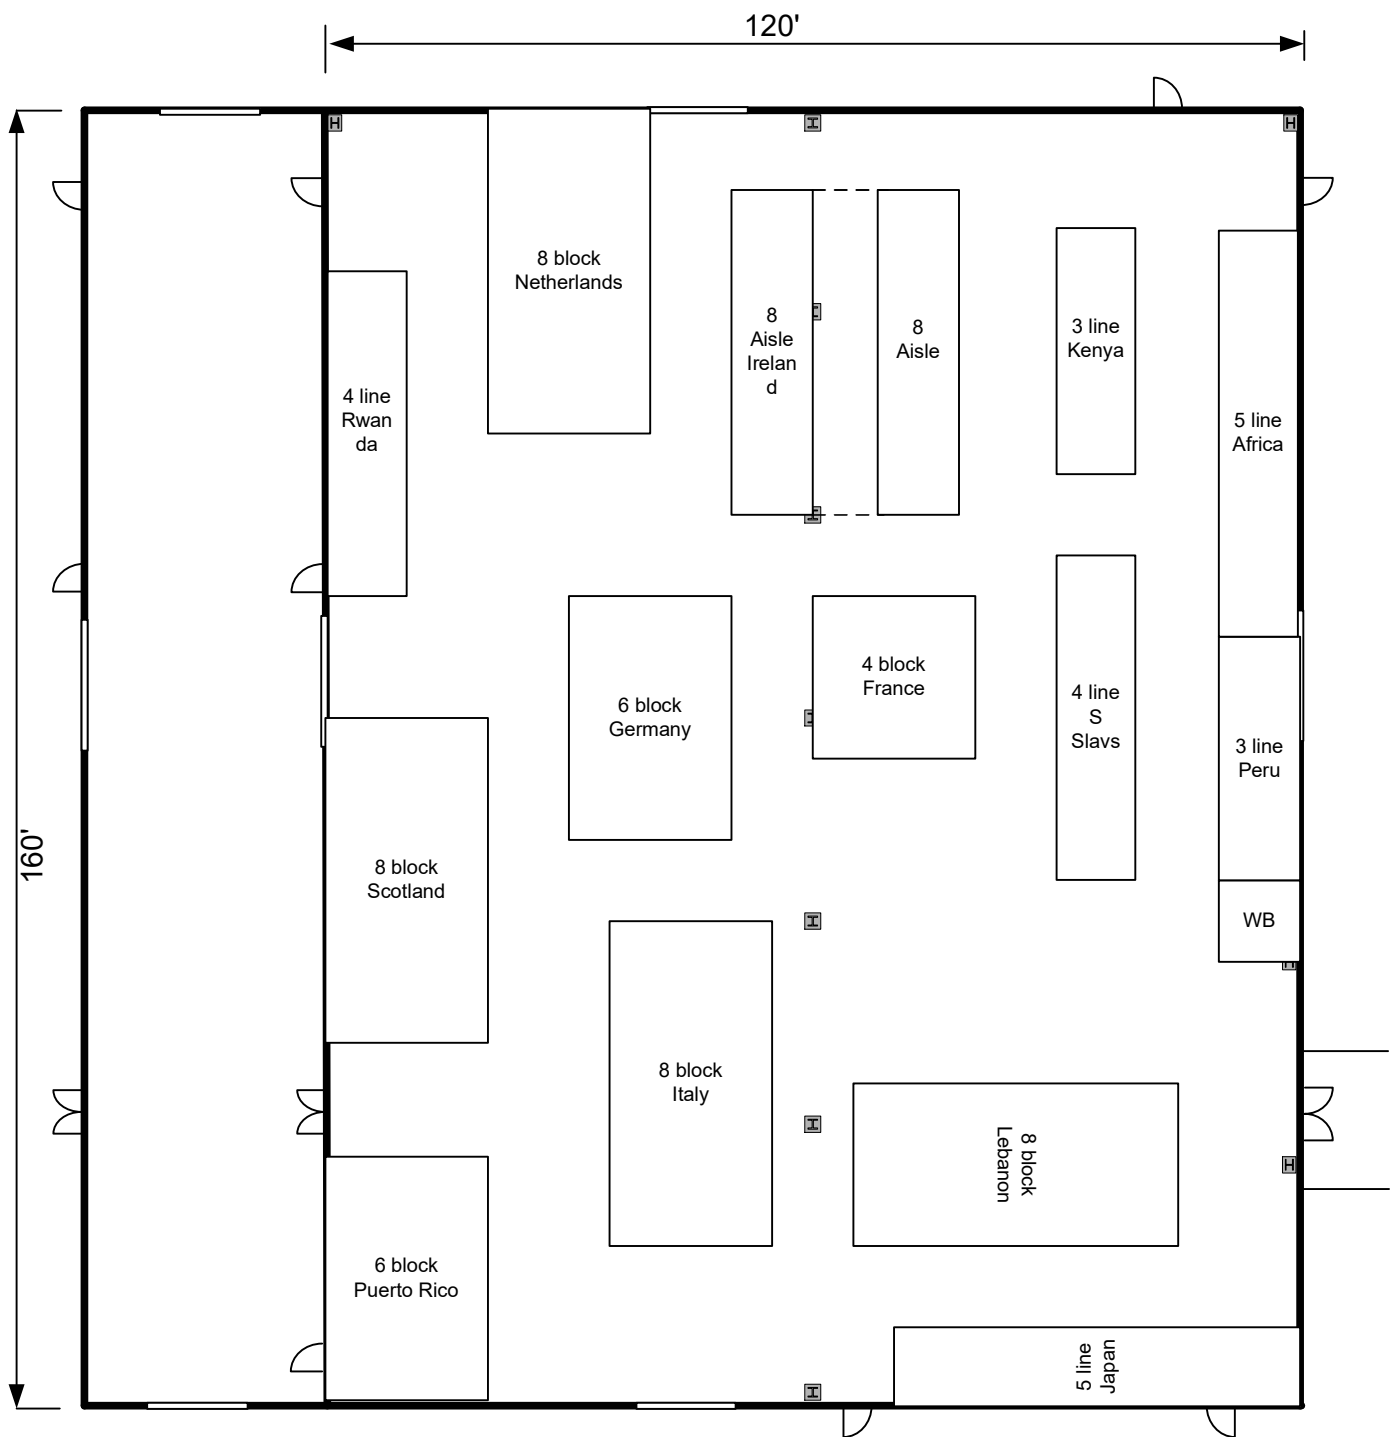 120'
160'
8 block
Netherlands
8
Aisle
Irelan
d
8
Aisle
3 line
Kenya
4 line
Rwan
da
5 line
Africa
6 block
Germany
4 block
France
4 line
S
Slavs
3 line
Peru
8 block
Scotland
WB
8 block
Italy
8 block
Lebanon
6 block
Puerto Rico
5 line
Japan